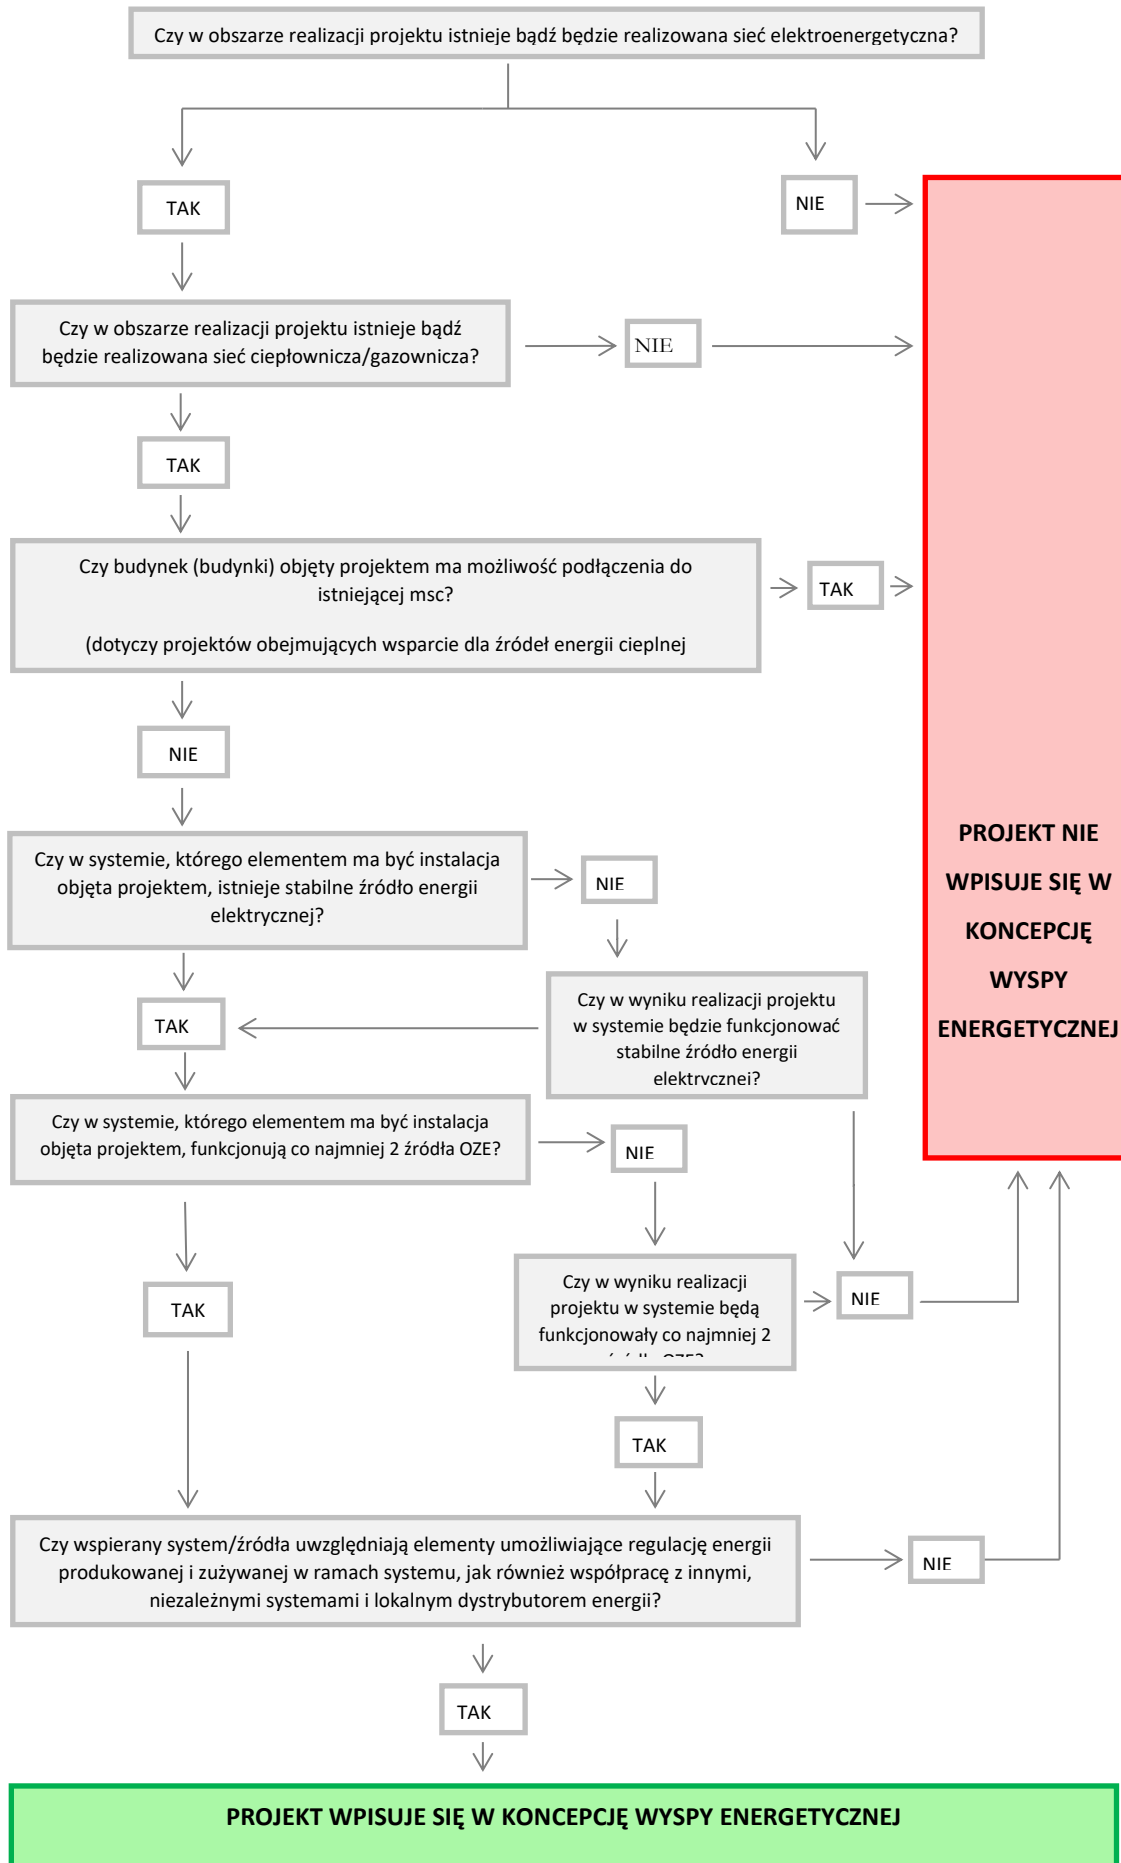 Czy w obszarze realizacji projektu istnieje bądź będzie realizowana sieć elektroenergetyczna?
TAK
NIE
Czy w obszarze realizacji projektu istnieje bądź
będzie realizowana sieć ciepłownicza/gazownicza?
NIE
TAK
Czy budynek (budynki) objęty projektem ma możliwość podłączenia do
istniejącej msc?
(dotyczy projektów obejmujących wsparcie dla źródeł energii cieplnej
TAK
NIE
Czy w systemie, którego elementem ma być instalacja
objęta projektem, istnieje stabilne źródło energii
elektrycznej?
NIE
PROJEKT NIE
WPISUJE SIĘ W
KONCEPCJĘ
WYSPY
ENERGETYCZNEJ
TAK
Czy w wyniku realizacji projektu
w systemie będzie funkcjonować
stabilne źródło energii
elektrycznej?
Czy w systemie, którego elementem ma być instalacja
objęta projektem, funkcjonują co najmniej 2 źródła OZE?
NIE
TAK
Czy w wyniku realizacji
projektu w systemie będą
funkcjonowały co najmniej 2
NIE
TAK
Czy wspierany system/źródła uwzględniają elementy umożliwiające regulację energii
produkowanej i zużywanej w ramach systemu, jak również współpracę z innymi,
niezależnymi systemami i lokalnym dystrybutorem energii?
NIE
TAK
PROJEKT WPISUJE SIĘ W KONCEPCJĘ WYSPY ENERGETYCZNEJ